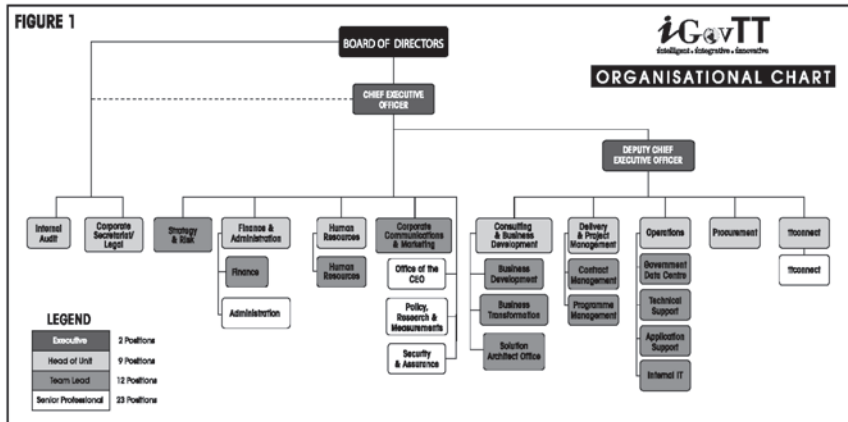 FIGURE 1
iGovTT
intelligent . integrative . innovative
ORGANISATIONAL CHART
BOARD OF DIRECTORS
CHIEF EXECUTIVE
OFFICER
DEPUTY CHIEF
EXECUTIVE OFFICER
Internal
Audit
Corporate
Secretariat/
Legal
Strategy
& Risk
Finance &
Administration
Human
Resources
Corporate
Communications
& Marketing
Consulting
& Business
Development
Delivery
& Project
Management
Operations
Procurement
ttconnect
Finance
Administration
Human
Resources
Office of the
CEO
Policy,
Research &
Measurements
Security
& Assurance
Business
Development
Business
Transformation
Solution
Architect Office
Contract
Management
Programme
Management
Government
Data Centre
Technical
Support
Application
Support
Internal IT
ttconnect
LEGEND
Executive 2 Positions
Head of Unit 9 Positions
Team Lead 12 Positions
Senior Professional 23 Positions